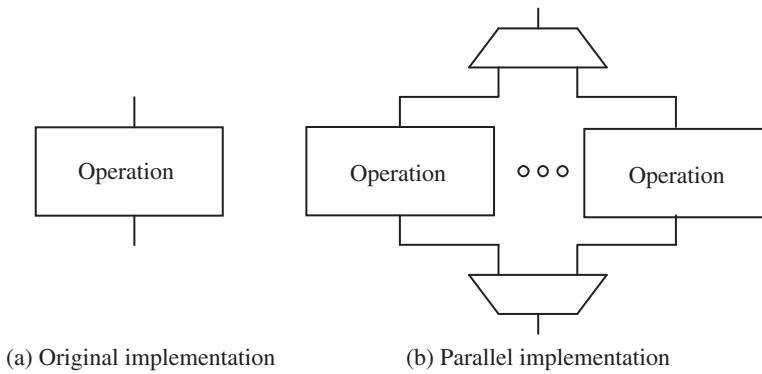 Operation
Operation
Operation
(a) Original implementation
(b) Parallel implementation